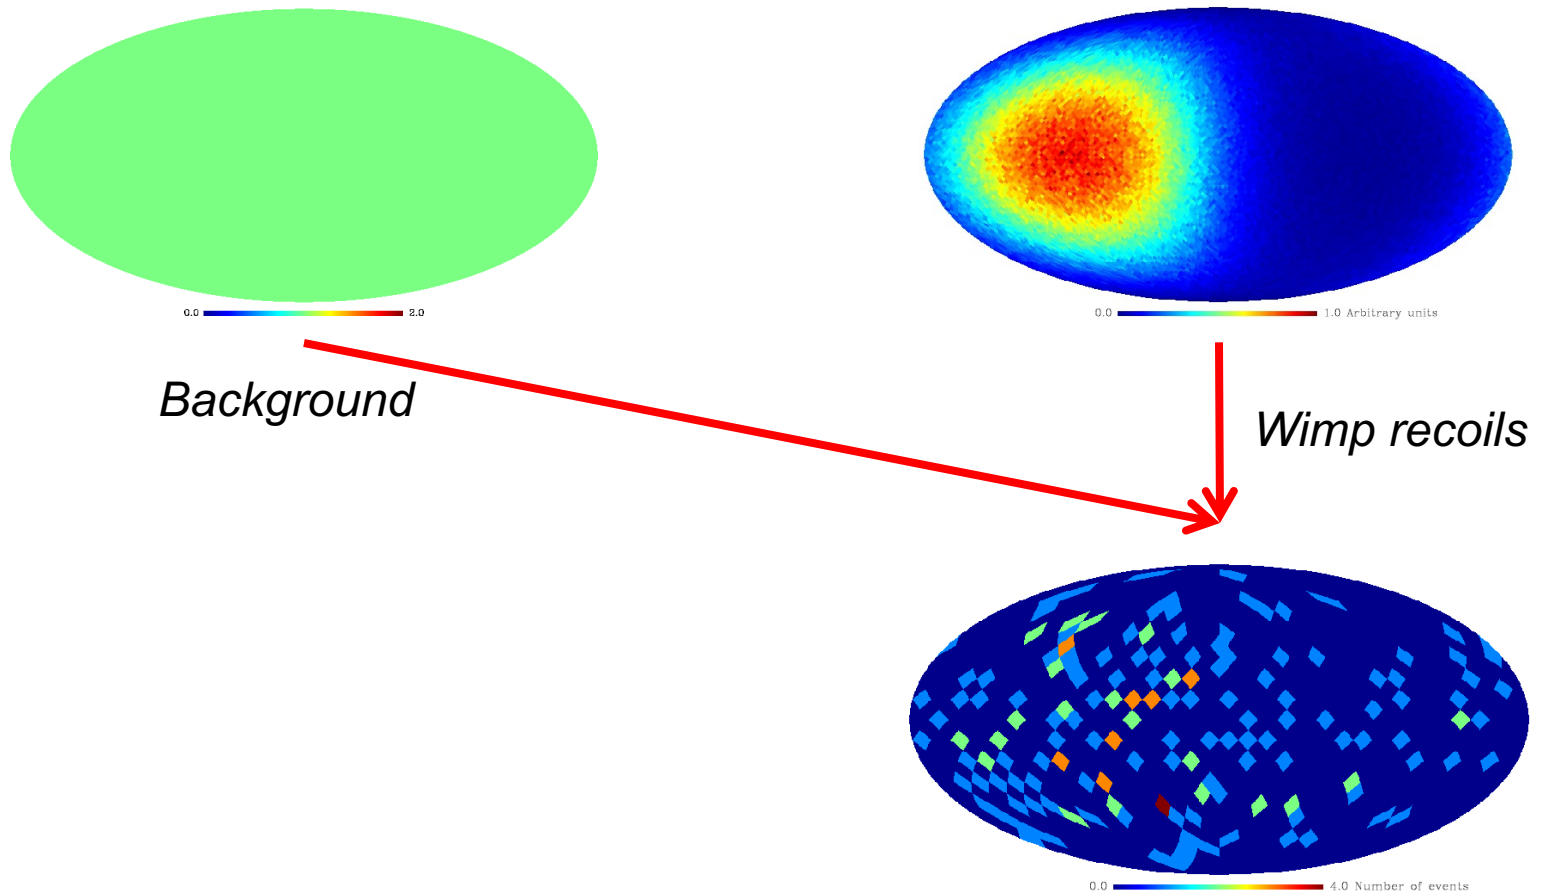 0.0 2.0
0.0 1.0 Arbitrary units
Background
Wimp recoils
0.0 4.0 Number of events